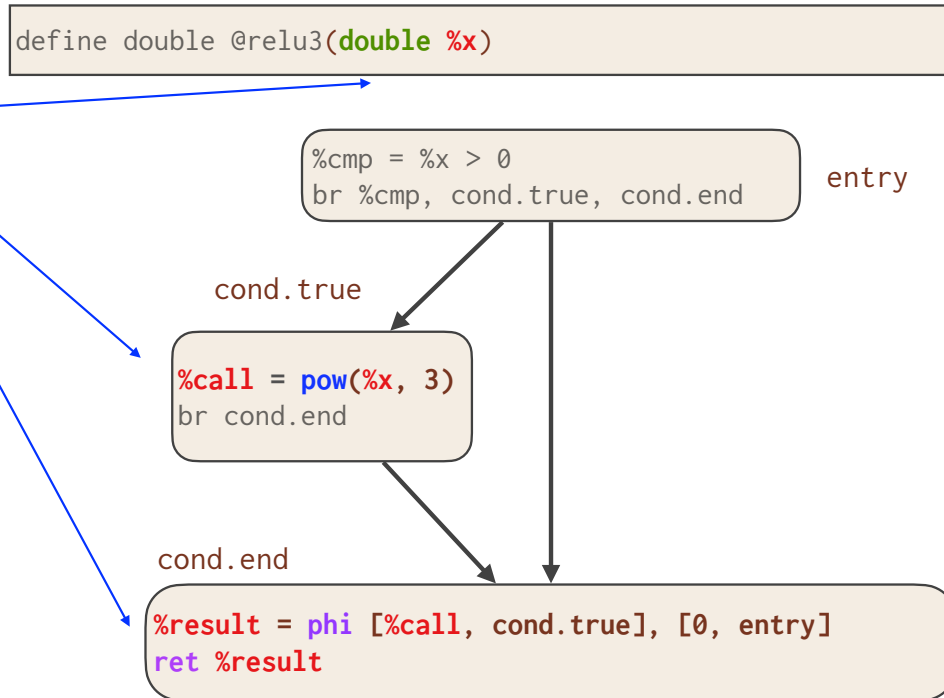 define double @relu3(double %x)
%cmp = %x > 0
br %cmp, cond.true, cond.end
entry
cond.true
%call = pow(%x, 3)
br cond.end
cond.end
%result = phi [%call, cond.true], [0, entry]
ret %result